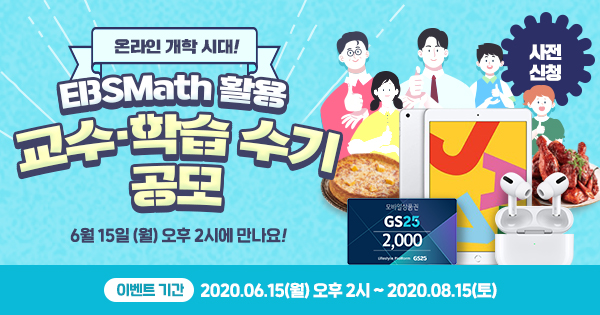 온라인 개학 시대!
EBSMath 활용
교수·학습 수기
공모
6월 15일 (월) 오후 2시에 만나요!
사전
신청
모바일상품권
GS25
2,000
Lifestyle Platform GS25
이벤트 기간 2020.06.15(월) 오후 2시 ~ 2020.08.15(토)